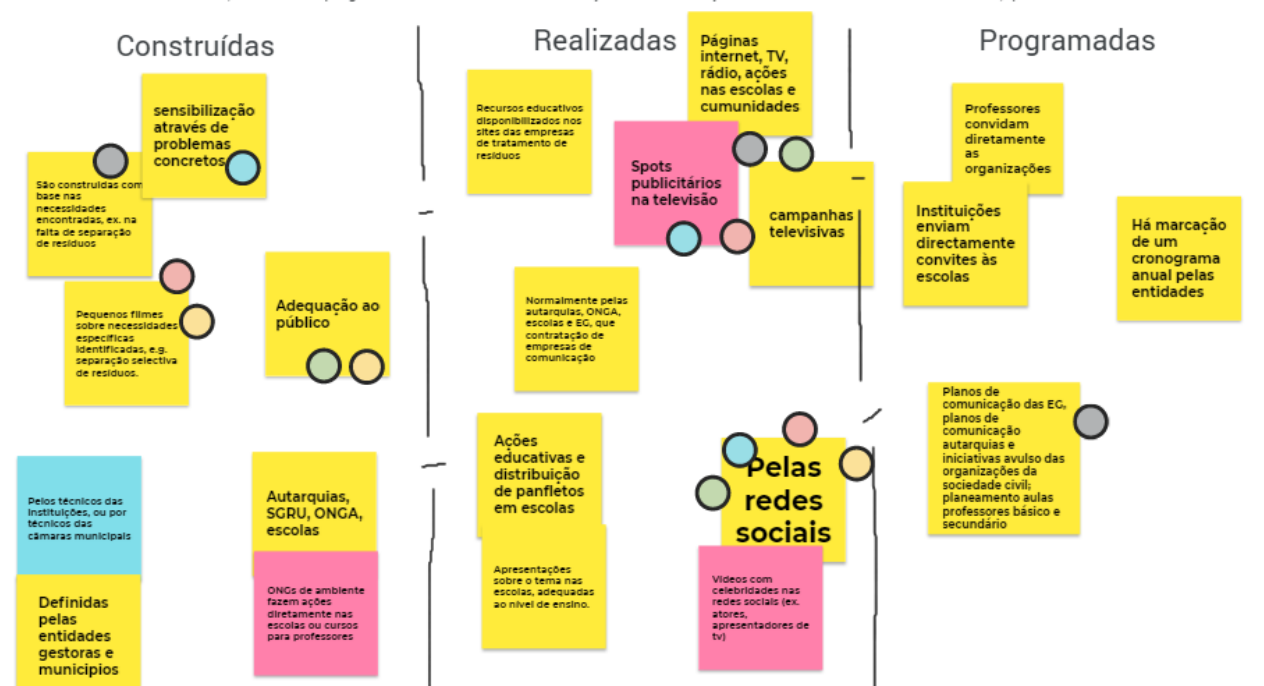 Construídas
sensibilização
através de
problemas
concretos
São construídas com
base nas
necessidades
encontradas, ex. na
falta de separação
de resíduos
Pequenos filmes
sobre necessidades
específicas
identificadas, e.g.
separação selectiva
de resíduos.
Adequação ao
público
Pelos técnicos das
instituições, ou por
técnicos das
câmaras municipais
Definidas
pelas
entidades
gestoras e
municipios
Autarquias,
SGRU, ONGA,
escolas
ONGs de ambiente
fazem ações
diretamente nas
escolas ou cursos
para professores
Realizadas
Recursos educativos
disponibilizados nos
sites das empresas
de tratamento de
resíduos
Páginas
internet, TV,
rádio, ações
nas escolas e
cumunidades
Spots
publicitários
na televisão
campanhas
televisivas
Normalmente pelas
autarquias, ONGA,
escolas e EG, que
contratação de
empresas de
comunicação
Ações
educativas e
distribuição
de panfletos
em escolas
Apresentações
sobre o tema nas
escolas, adequadas
ao nível de ensino.
Pelas
redes
sociais
Vídeos com
celebridades nas
redes sociais (ex.
atores,
apresentadores de
tv)
Programadas
Professores
convidam
diretamente
as
organizações
Instituições
enviam
directamente
convites às
escolas
Há marcação
de um
cronograma
anual pelas
entidades
Planos de
comunicação das EG,
planos de
comunicação
autarquias e
iniciativas avulso das
organizações da
sociedade civil;
planeamento aulas
professores básico e
secundário